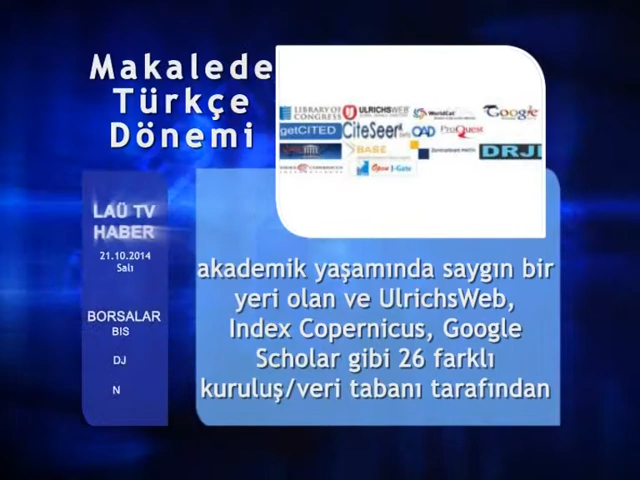 Makalede
Türkçe
Dönemi
LIBRARY OF
CONGRESS
ULRICHSWEB
WorldCat
Google
getCITED
CiteSeer
OAD
ProQuest
BASE
DRJI
Open J-Gate
LAÜ TV
HABER
21.10.2014
Salı
BORSALAR
BIS
DJ
N
akademik yaşamında saygın bir
yeri olan ve UlrichsWeb,
Index Copernicus, Google
Scholar gibi 26 farklı
kuruluş/veri tabanı tarafından